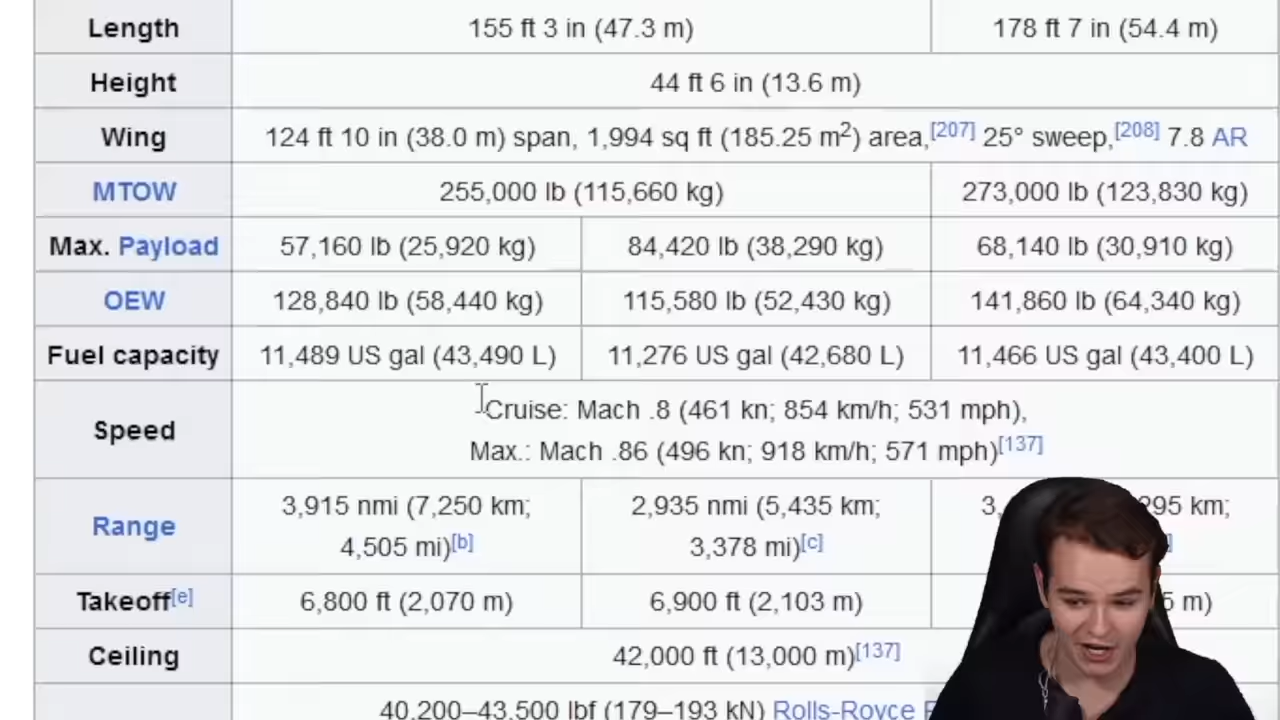 Length 155 ft 3 in (47.3 m) 178 ft 7 in (54.4 m)
Height 44 ft 6 in (13.6 m)
Wing 124 ft 10 in (38.0 m) span, 1,994 sq ft (185.25 m2) area,[207] 25° sweep,[208] 7.8 AR
MTOW 255,000 lb (115,660 kg) 273,000 lb (123,830 kg)
Max. Payload 57,160 lb (25,920 kg) 84,420 lb (38,290 kg) 68,140 lb (30,910 kg)
OEW 128,840 lb (58,440 kg) 115,580 lb (52,430 kg) 141,860 lb (64,340 kg)
Fuel capacity 11,489 US gal (43,490 L) 11,276 US gal (42,680 L) 11,466 US gal (43,400 L)
Speed Cruise: Mach .8 (461 kn; 854 km/h; 531 mph),
Max.: Mach .86 (496 kn; 918 km/h; 571 mph)[137]
Range 3,915 nmi (7,250 km; 2,935 nmi (5,435 km; km;
4,505 mi)[b] 3,378 mi)[c]
Takeoff[e] 6,800 ft (2,070 m) 6,900 ft (2,103 m) m)
Ceiling 42,000 ft (13,000 m)[137]
40,200–43,500 lbf (179–193 kN) Rolls-Royce